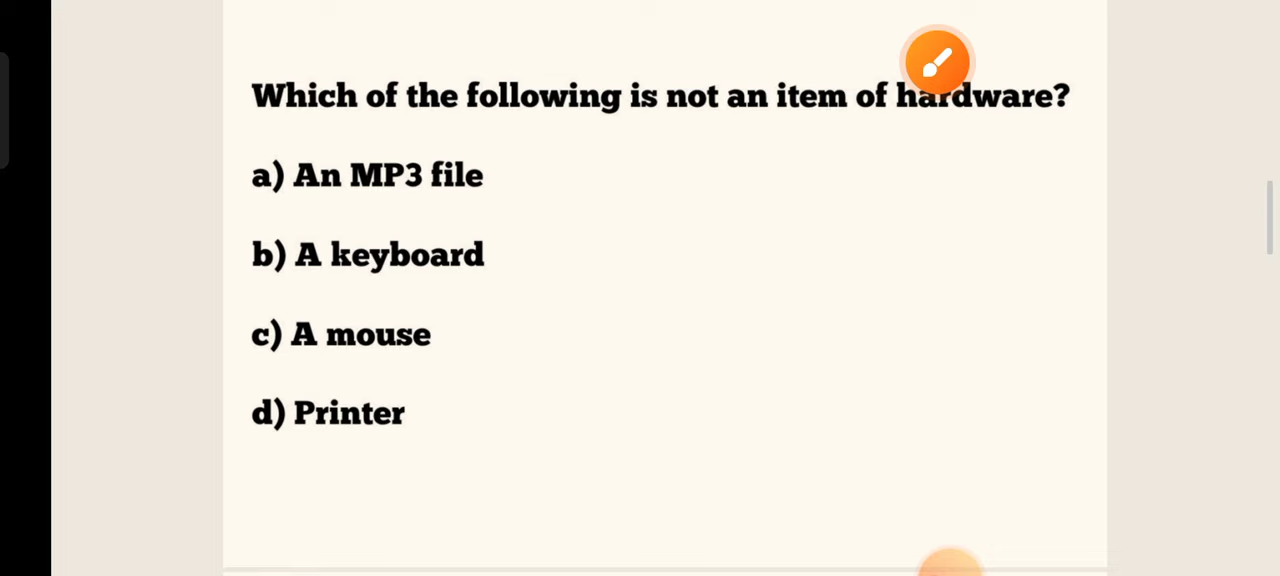 Which of the following is not an item of hardware?
a) An MP3 file
b) A keyboard
c) A mouse
d) Printer